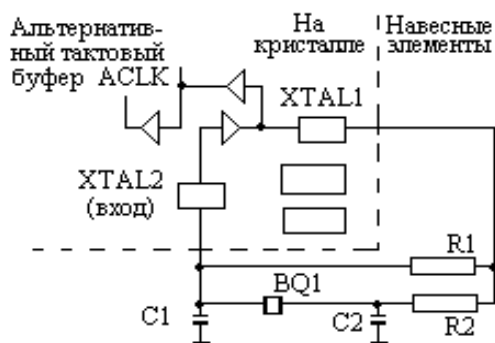 Альтернатив-
ный тактовый
буфер ACLK
На
кристалле
Навесные
элементы
XTAL1
XTAL2
(вход)
R1
BQ1
C1
C2
R2